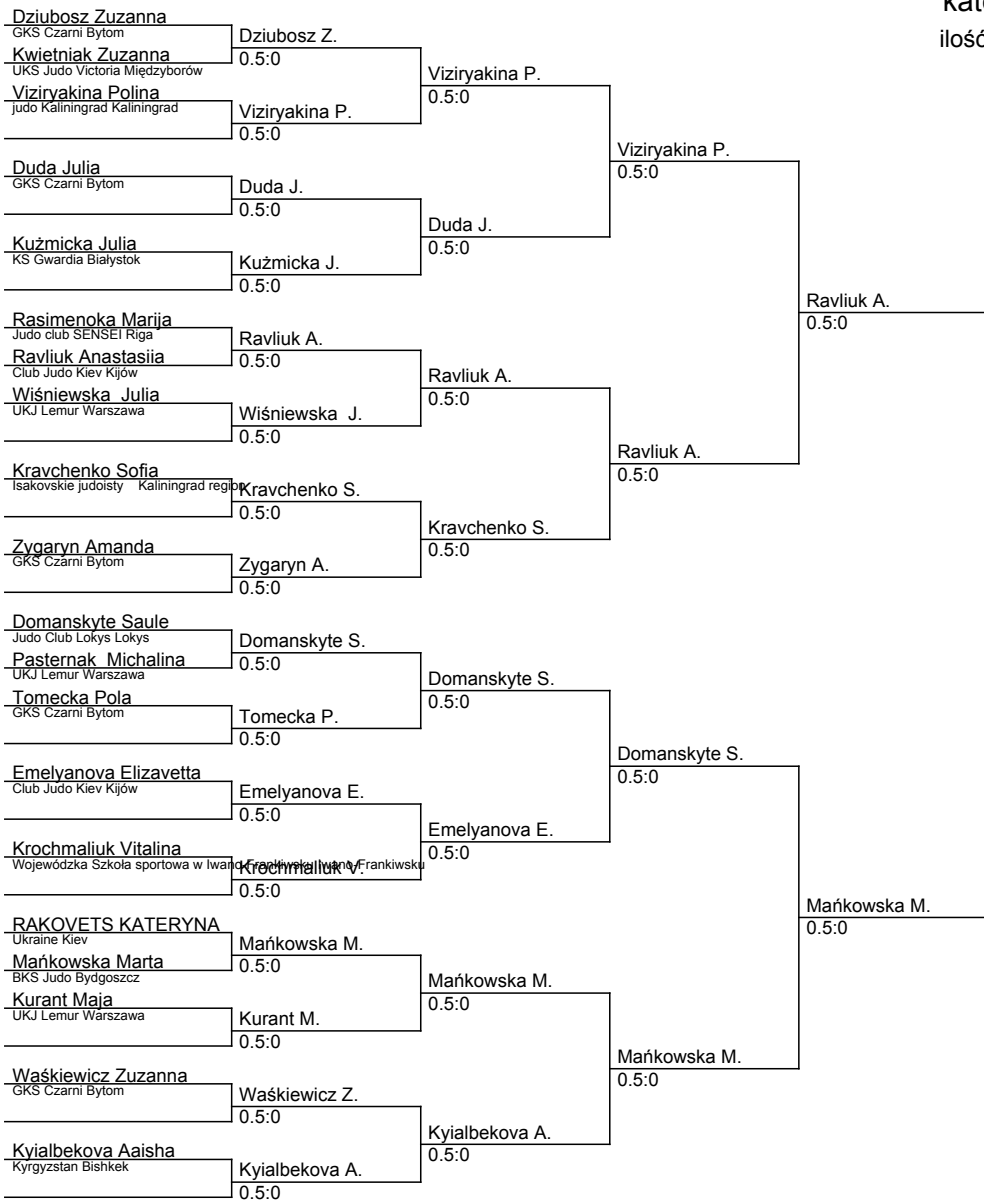 kat
ilość
Dziubosz Zuzanna
GKS Czarni Bytom
Kwietniak Zuzanna
UKS Judo Victoria Międzyborów
Viziryakina Polina
judo Kaliningrad Kaliningrad
Duda Julia
GKS Czarni Bytom
Kużmicka Julia
KS Gwardia Białystok
Rasimenoka Marija
Judo club SENSEI Riga
Ravliuk Anastasiia
Club Judo Kiev Kijów
Wiśniewska Julia
UKJ Lemur Warszawa
Kravchenko Sofia
Isakovskie judoisty Kaliningrad region
Zygaryn Amanda
GKS Czarni Bytom
Domanskyte Saule
Judo Club Lokys Lokys
Pasternak Michalina
UKJ Lemur Warszawa
Tomecka Pola
GKS Czarni Bytom
Emelyanova Elizavetta
Club Judo Kiev Kijów
Krochmaliuk Vitalina
Wojewódzka Szkoła sportowa w Iwano-Frankiwsku Iwano-Frankiwsku
RAKOVETS KATERYNA
Ukraine Kiev
Mańkowska Marta
BKS Judo Bydgoszcz
Kurant Maja
UKJ Lemur Warszawa
Waśkiewicz Zuzanna
GKS Czarni Bytom
Kyialbekova Aaisha
Kyrgyzstan Bishkek
Dziubosz Z.
0.5:0
Viziryakina P.
0.5:0
Duda J.
0.5:0
Kużmicka J.
0.5:0
Ravliuk A.
0.5:0
Wiśniewska J.
0.5:0
Kravchenko S.
0.5:0
Zygaryn A.
0.5:0
Domanskyte S.
0.5:0
Tomecka P.
0.5:0
Emelyanova E.
0.5:0
Krochmaliuk V.
0.5:0
Mańkowska M.
0.5:0
Kurant M.
0.5:0
Waśkiewicz Z.
0.5:0
Kyialbekova A.
0.5:0
Viziryakina P.
0.5:0
Duda J.
0.5:0
Ravliuk A.
0.5:0
Kravchenko S.
0.5:0
Domanskyte S.
0.5:0
Emelyanova E.
0.5:0
Mańkowska M.
0.5:0
Kyialbekova A.
0.5:0
Viziryakina P.
0.5:0
Ravliuk A.
0.5:0
Domanskyte S.
0.5:0
Mańkowska M.
0.5:0
Ravliuk A.
0.5:0
Mańkowska M.
0.5:0